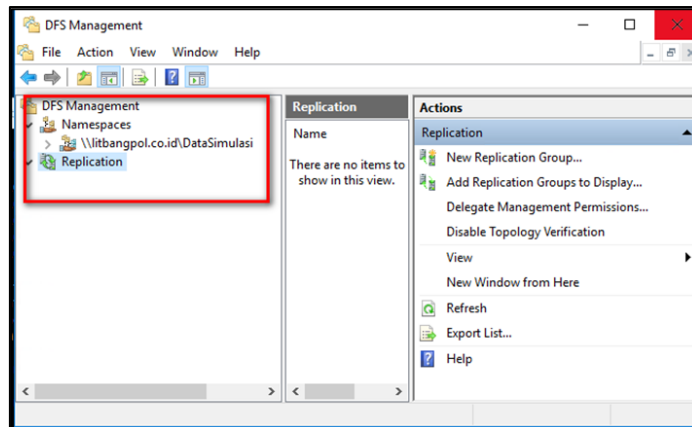 DFS Management
File Action View Window Help
DFS Management
Namespaces
\\litbangpol.co.id\DataSimulasi
Replication
Replication
Name
There are no items to
show in this view.
Actions
Replication
New Replication Group...
Add Replication Groups to Display...
Delegate Management Permissions...
Disable Topology Verification
View
New Window from Here
Refresh
Export List...
Help